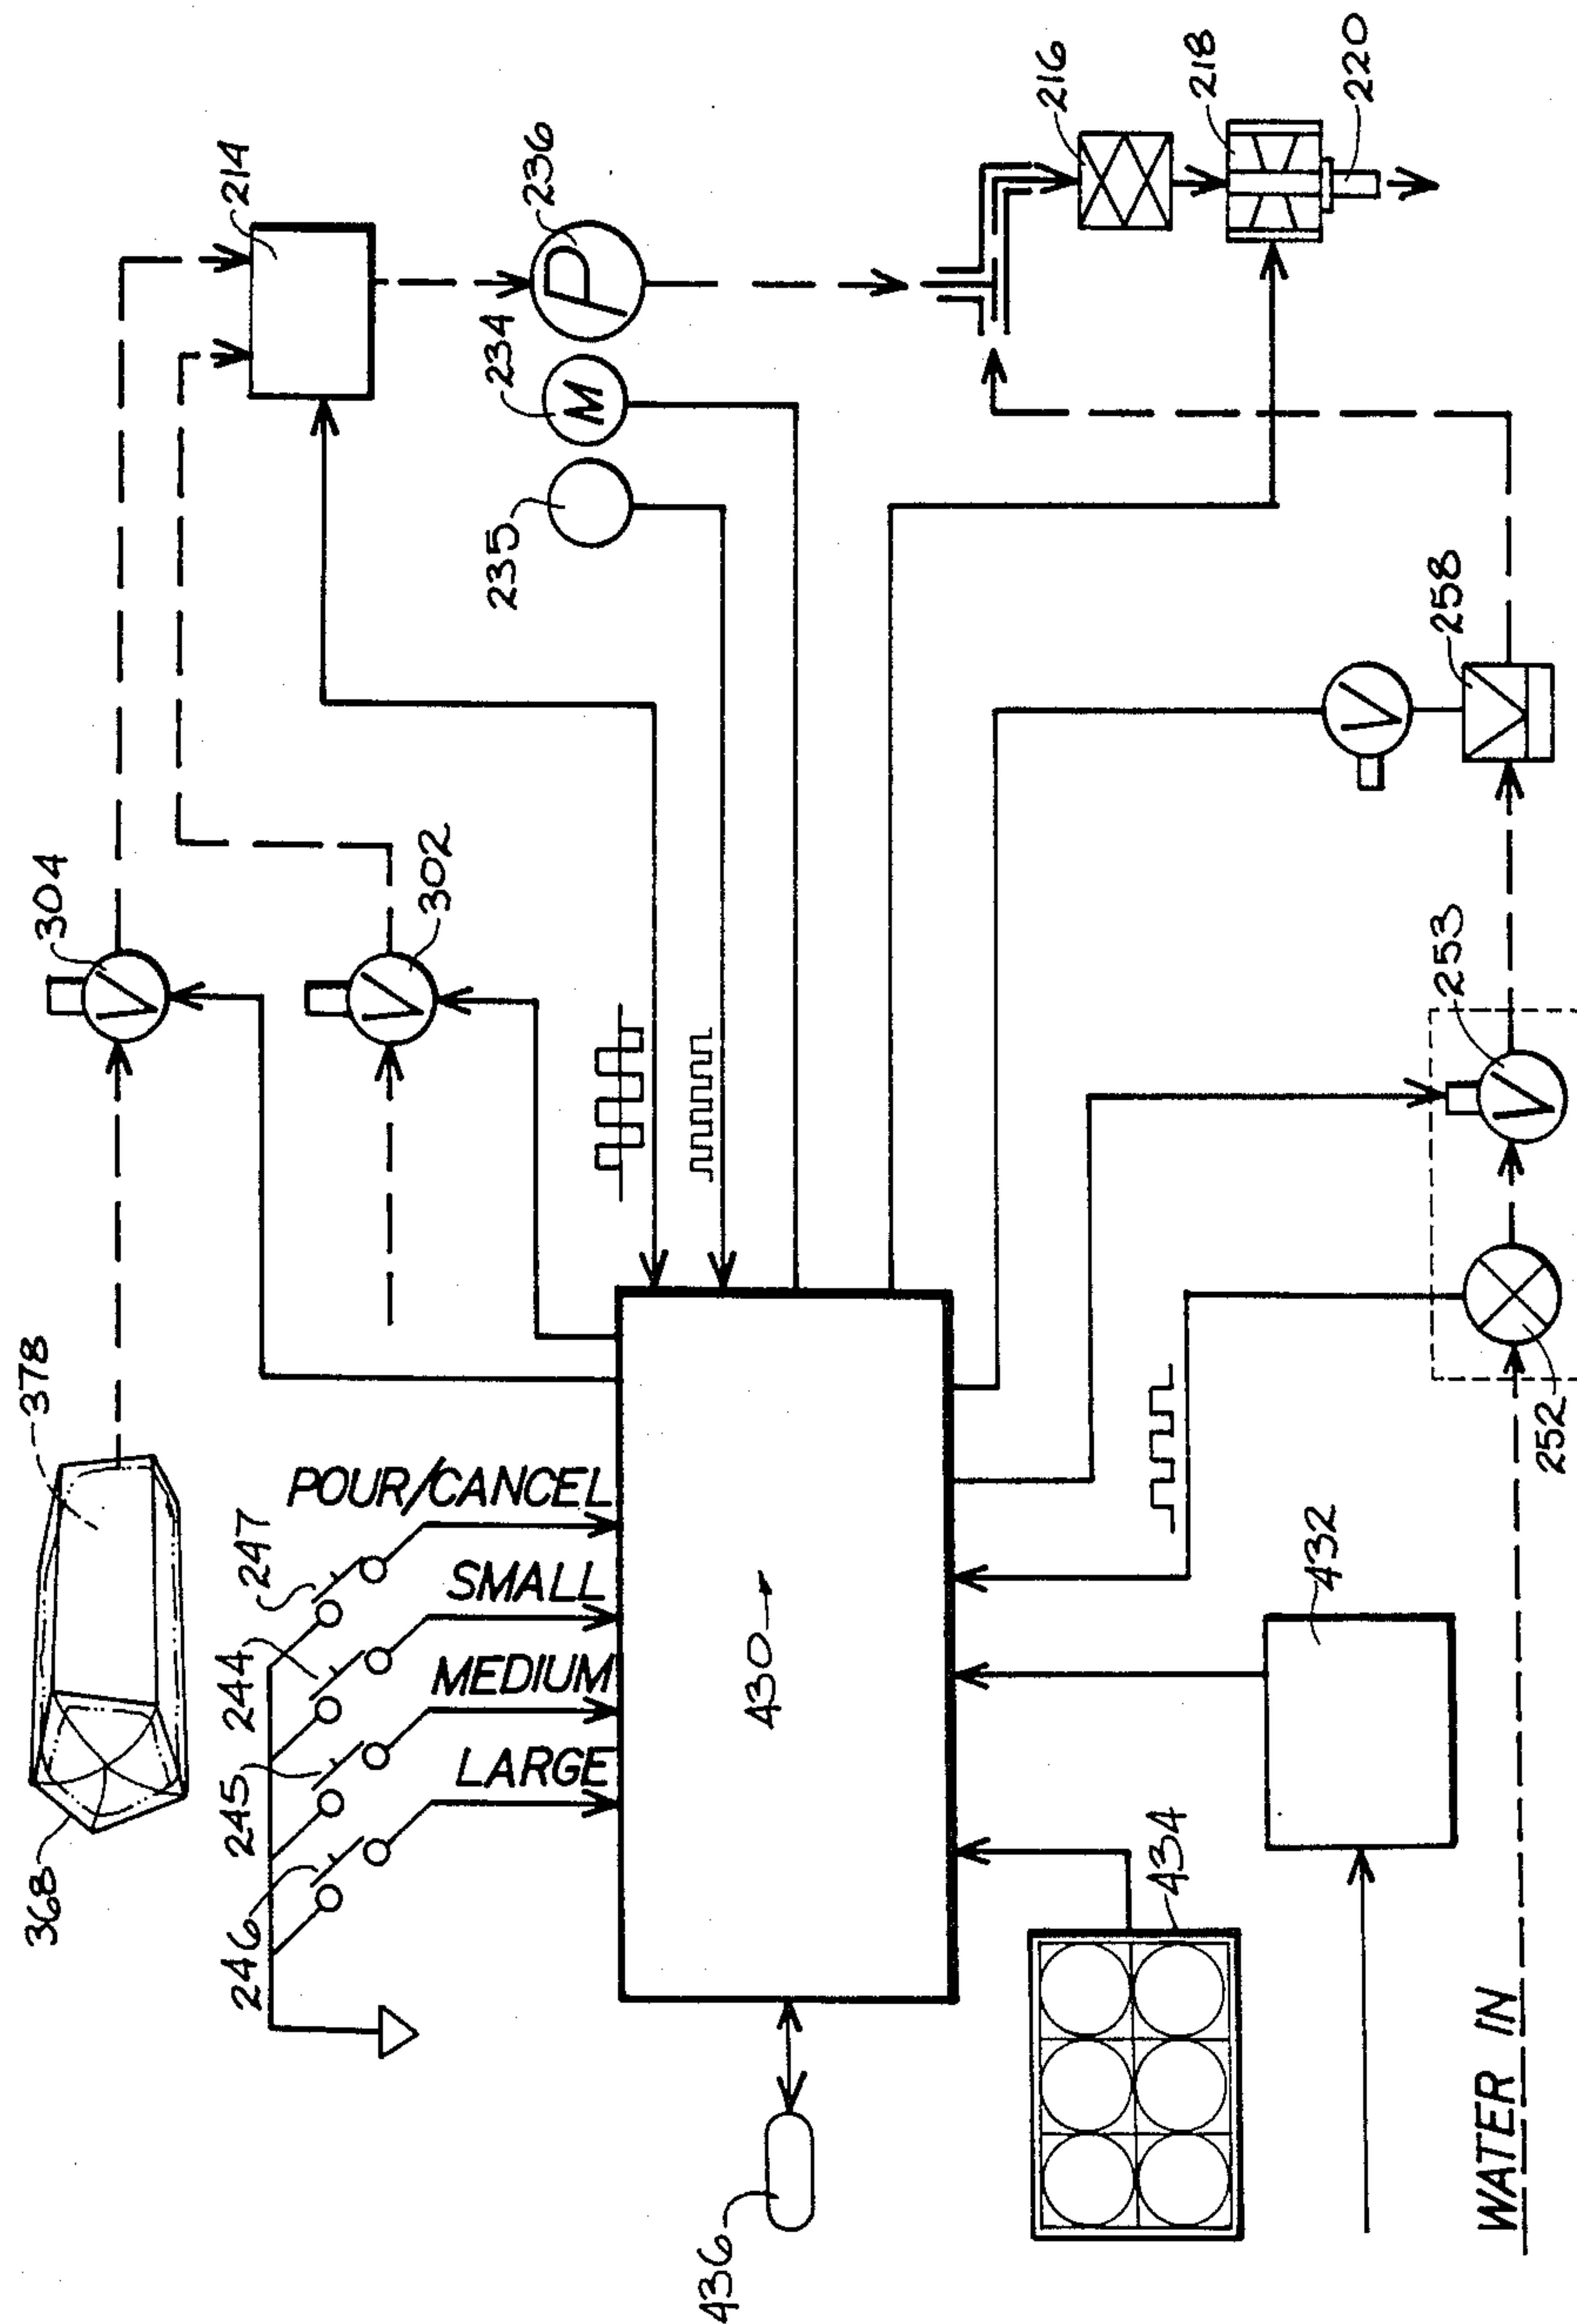 368
378
304
302
214
236
P
234
M
235
V
V
216
218
220
246
245
244
247
POUR/CANCEL
SMALL
MEDIUM
LARGE
430
436
434
432
V
258
253
V
252
WATER IN